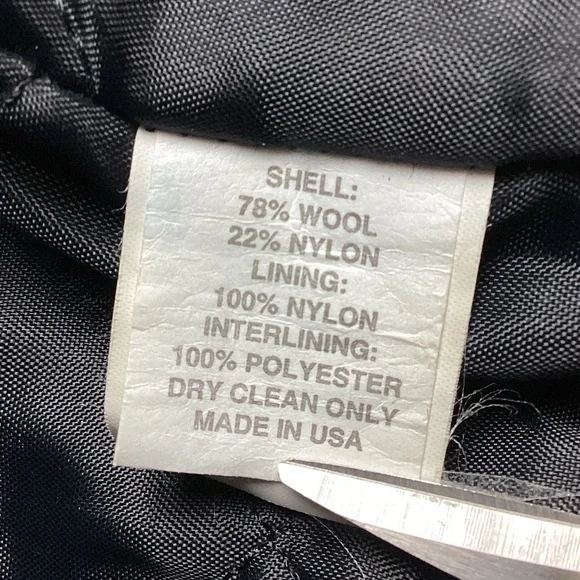 SHELL:
78% WOOL
22% NYLON
LINING:
100% NYLON
INTERLINING:
100% POLYESTER
DRY CLEAN ONLY
MADE IN USA